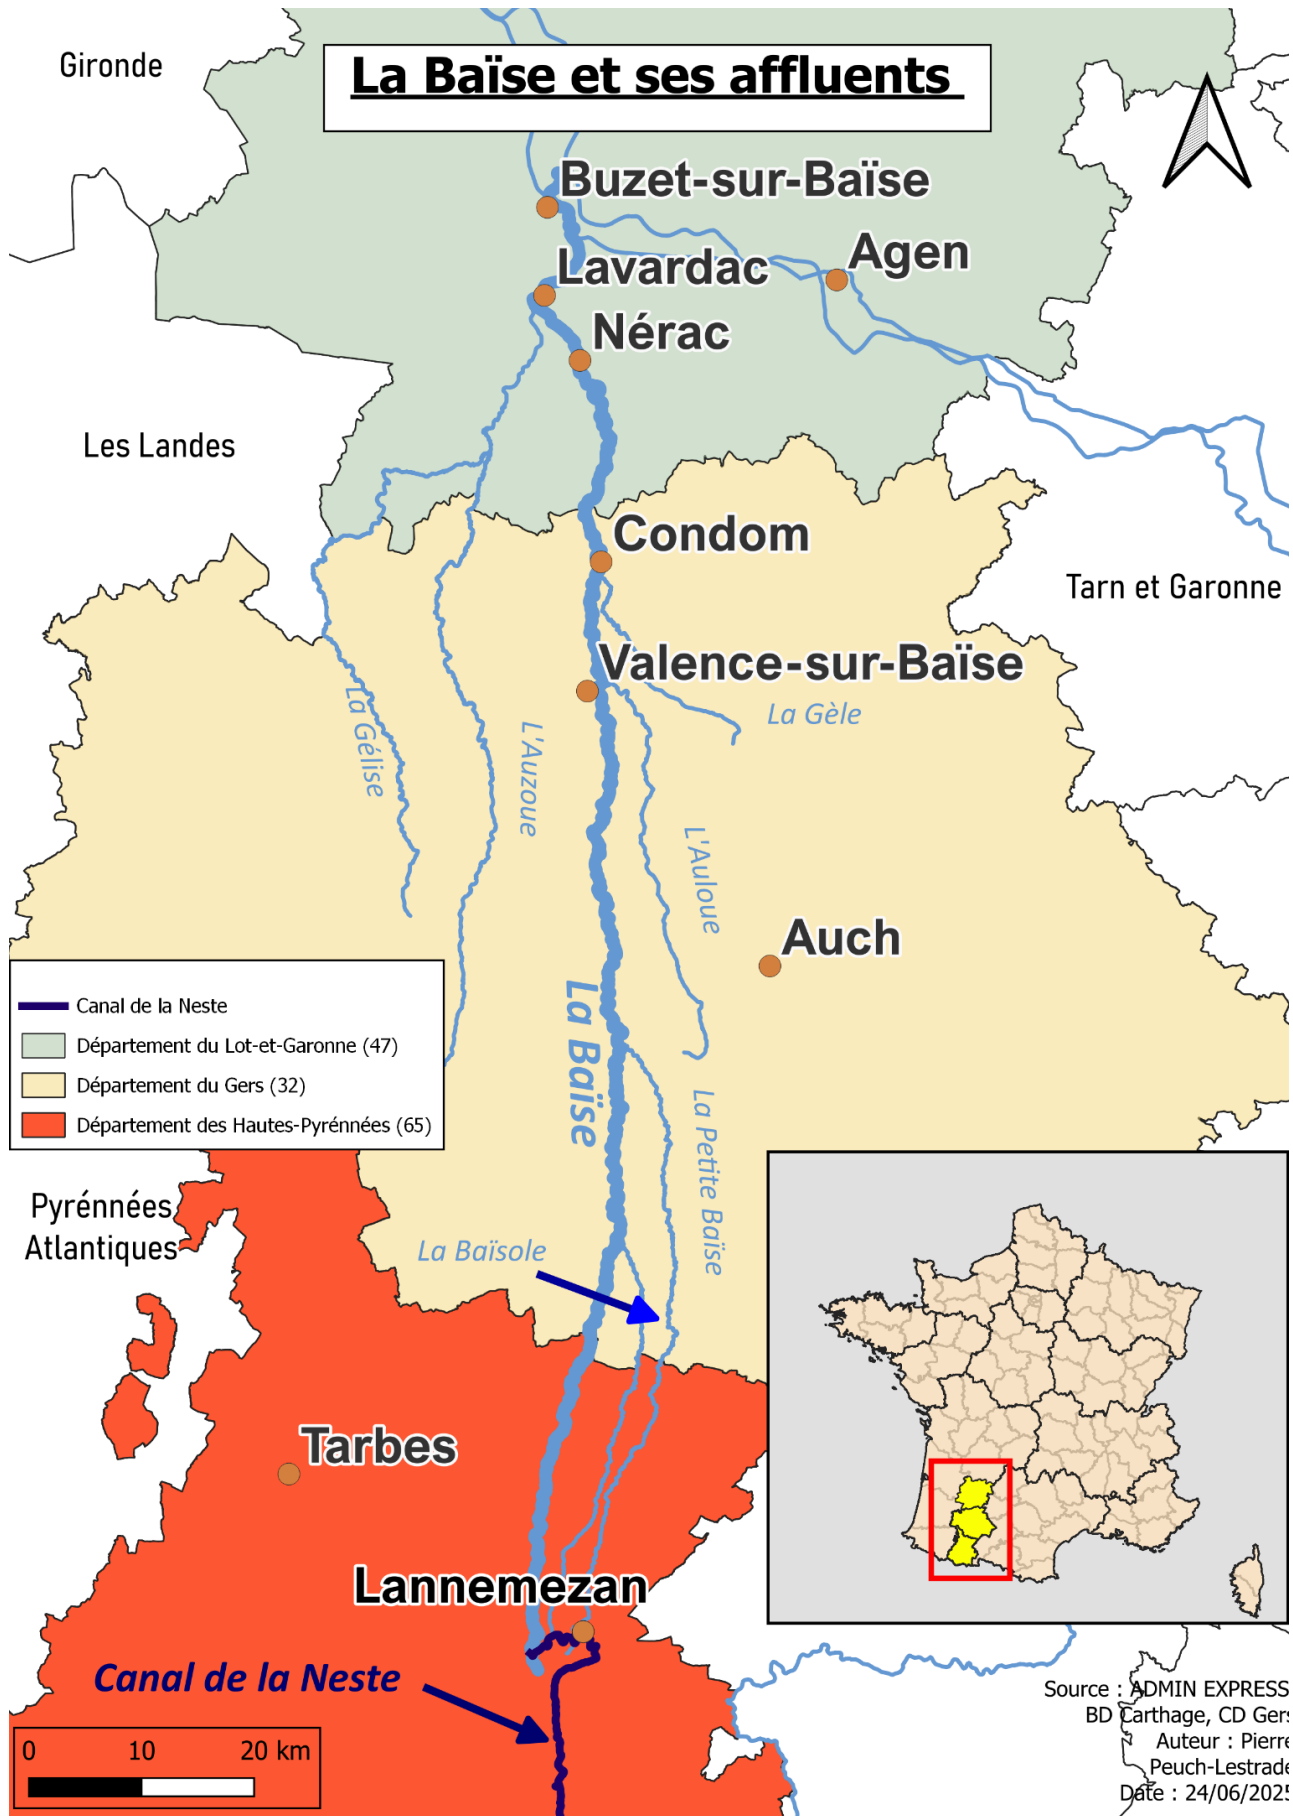 La Baïse et ses affluents
Gironde
Buzet-sur-Baïse
Agen
Lavardac
Nérac
Les Landes
Condom
Tarn et Garonne
Valence-sur-Baïse
La Gèle
La Gélise
L'Auzoue
L'Auloue
Auch
La Baïse
Canal de la Neste
Département du Lot-et-Garonne (47)
Département du Gers (32)
Département des Hautes-Pyrénnées (65)
La Petite Baïse
Pyrénnées
Atlantiques
La Baïsole
Tarbes
Lannemezan
Canal de la Neste
0 10 20 km
Source : ADMIN EXPRESS,
BD Carthage, CD Gers
Auteur : Pierre
Peuch-Lestrade
Date : 24/06/2025